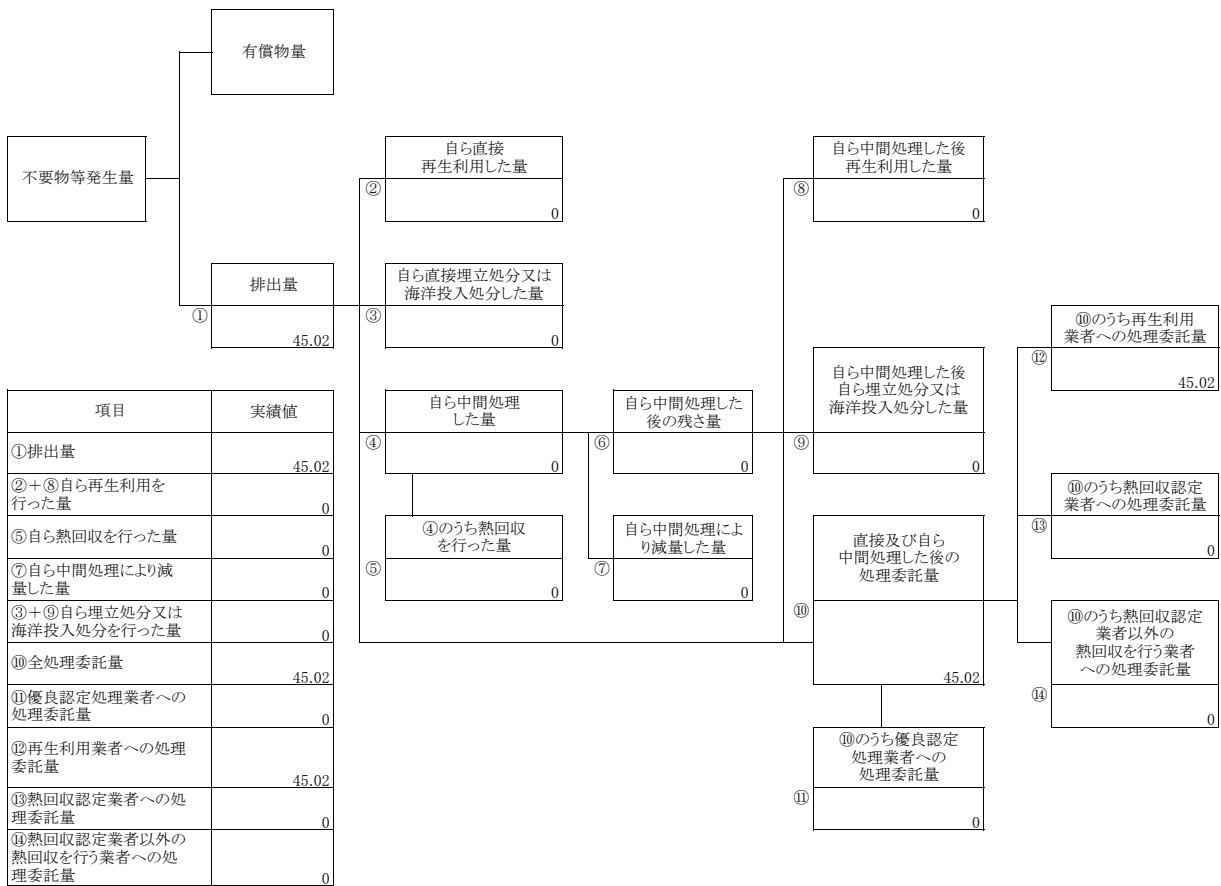 有償物量
不要物等発生量
自ら直接
再生利用した量
②
0
自ら中間処理した後
再生利用した量
⑧
0
排出量
①
45.02
自ら直接埋立処分又は
海洋投入処分した量
③
0
⑩のうち再生利用
業者への処理委託量
⑫
45.02
自ら中間処理
した量
④
0
自ら中間処理した
後の残さ量
⑥
0
自ら中間処理した後
自ら埋立処分又は
海洋投入処分した量
⑨
0
⑩のうち熱回収認定
業者への処理委託量
⑬
0
④のうち熱回収
を行った量
⑤
0
自ら中間処理によ
り減量した量
⑦
0
直接及び自ら
中間処理した後の
処理委託量
⑩
45.02
⑩のうち熱回収認定
業者以外の
熱回収を行う業者
への処理委託量
⑭
0
⑩のうち優良認定
処理業者への
処理委託量
⑪
0
項目 実績値
①排出量
45.02
②+⑧自ら再生利用を
行った量
0
⑤自ら熱回収を行った量
0
⑦自ら中間処理により減
量した量
0
③+⑨自ら埋立処分又は
海洋投入処分を行った量
0
⑩全処理委託量
45.02
⑪優良認定処理業者への
処理委託量
0
⑫再生利用業者への処理
委託量
45.02
⑬熱回収認定業者への処
理委託量
0
⑭熱回収認定業者以外の
熱回収を行う業者への処
理委託量
0